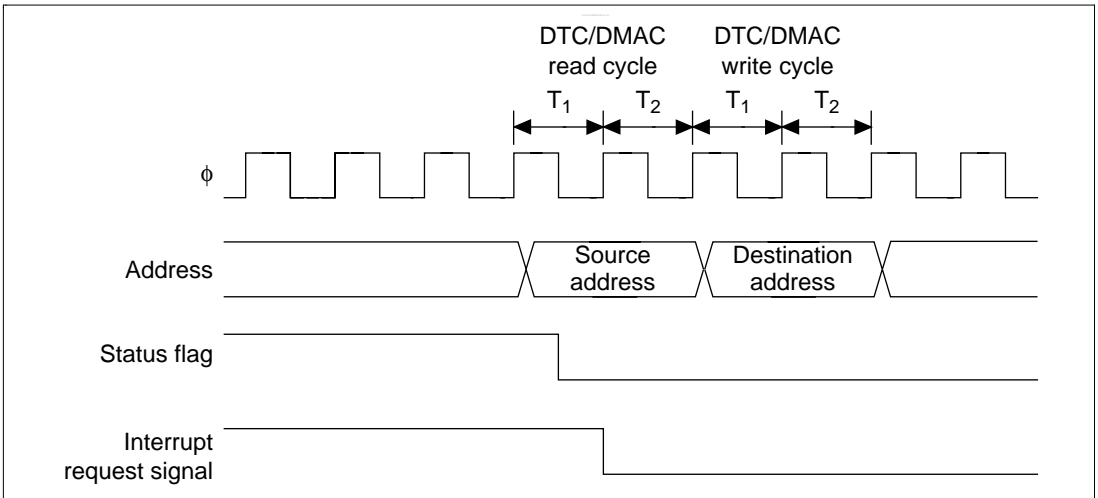 DTC/DMAC
read cycle
DTC/DMAC
write cycle
T1 T2 T1 T2
ϕ
Address
Source
address
Destination
address
Status flag
Interrupt
request signal